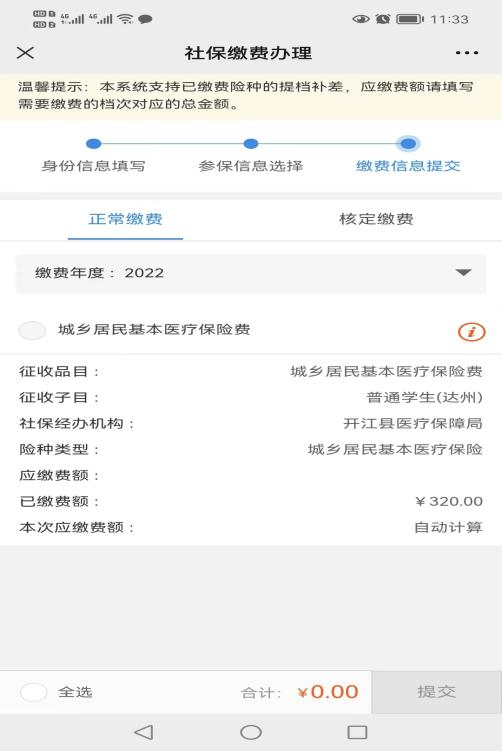 HD 1 4G 4G 11:33
HD 2
社保缴费办理
温馨提示：本系统支持已缴费险种的提档补差，应缴费额请填写
需要缴费的档次对应的总金额。
身份信息填写 参保信息选择 缴费信息提交
正常缴费 核定缴费
缴费年度：2022
城乡居民基本医疗保险费
征收品目： 城乡居民基本医疗保险费
征收子目： 普通学生(达州)
社保经办机构： 开江县医疗保障局
险种类型： 城乡居民基本医疗保险
应缴费额：
已缴费额： ￥320.00
本次应缴费额： 自动计算
全选 合计：￥0.00 提交